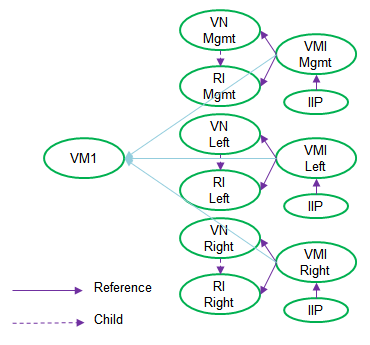 VN
Mgmt
VMI
Mgmt
RI
Mgmt
IIP
VN
Left
VM1
VMI
Left
RI
Left
IIP
VN
Right
VMI
Right
RI
Right
IIP
Reference
Child